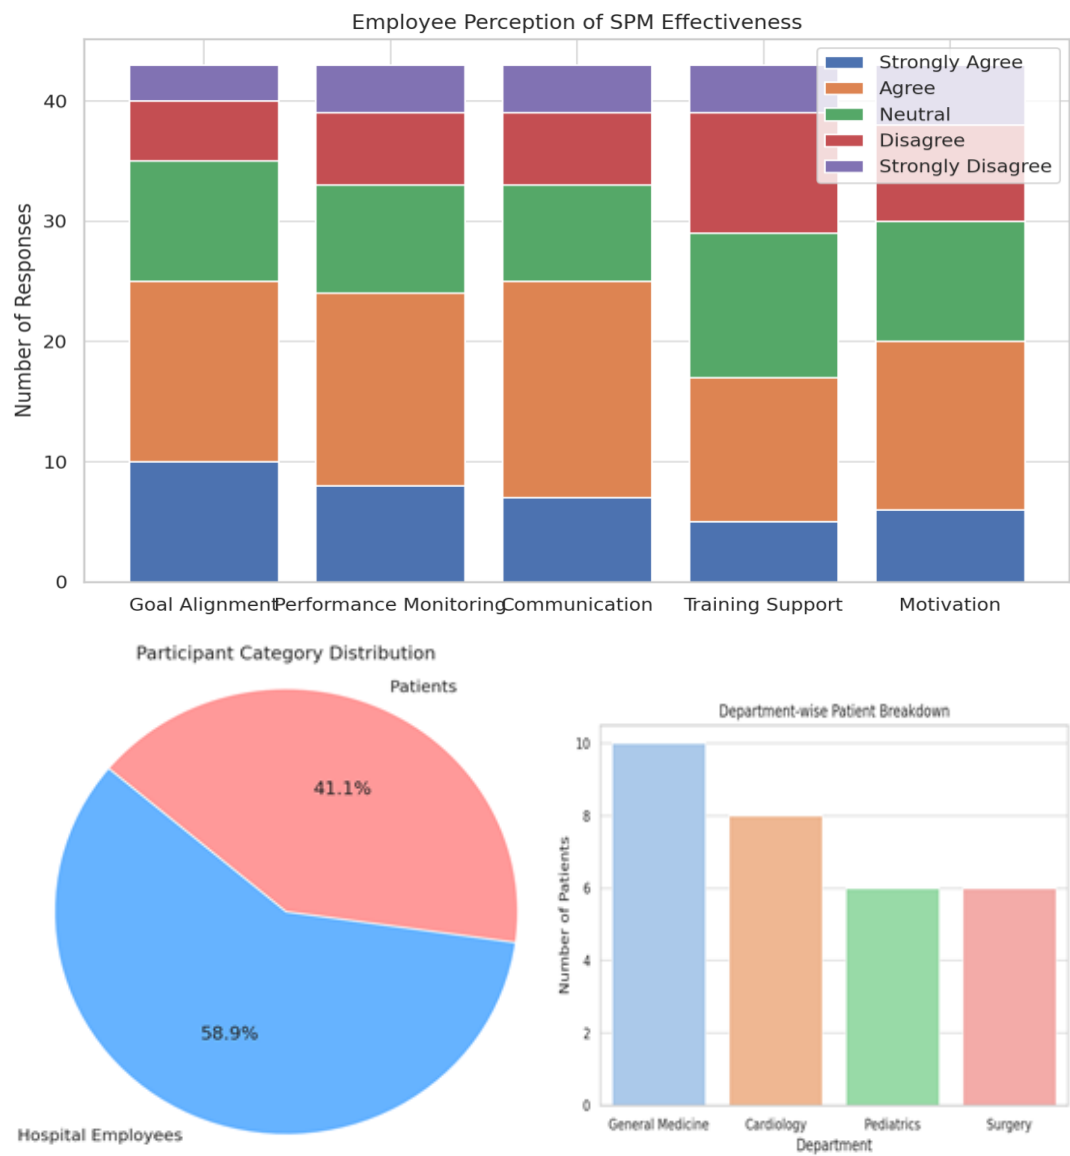 Employee Perception of SPM Effectiveness
Strongly Agree
Agree
Neutral
Disagree
Strongly Disagree
Number of Responses
40
30
20
10
0
Goal Alignment
Performance Monitoring
Communication
Training Support
Motivation
Participant Category Distribution
Patients
41.1%
58.9%
Hospital Employees
Department-wise Patient Breakdown
Number of Patients
10
8
6
4
2
0
General Medicine
Cardiology
Pediatrics
Surgery
Department